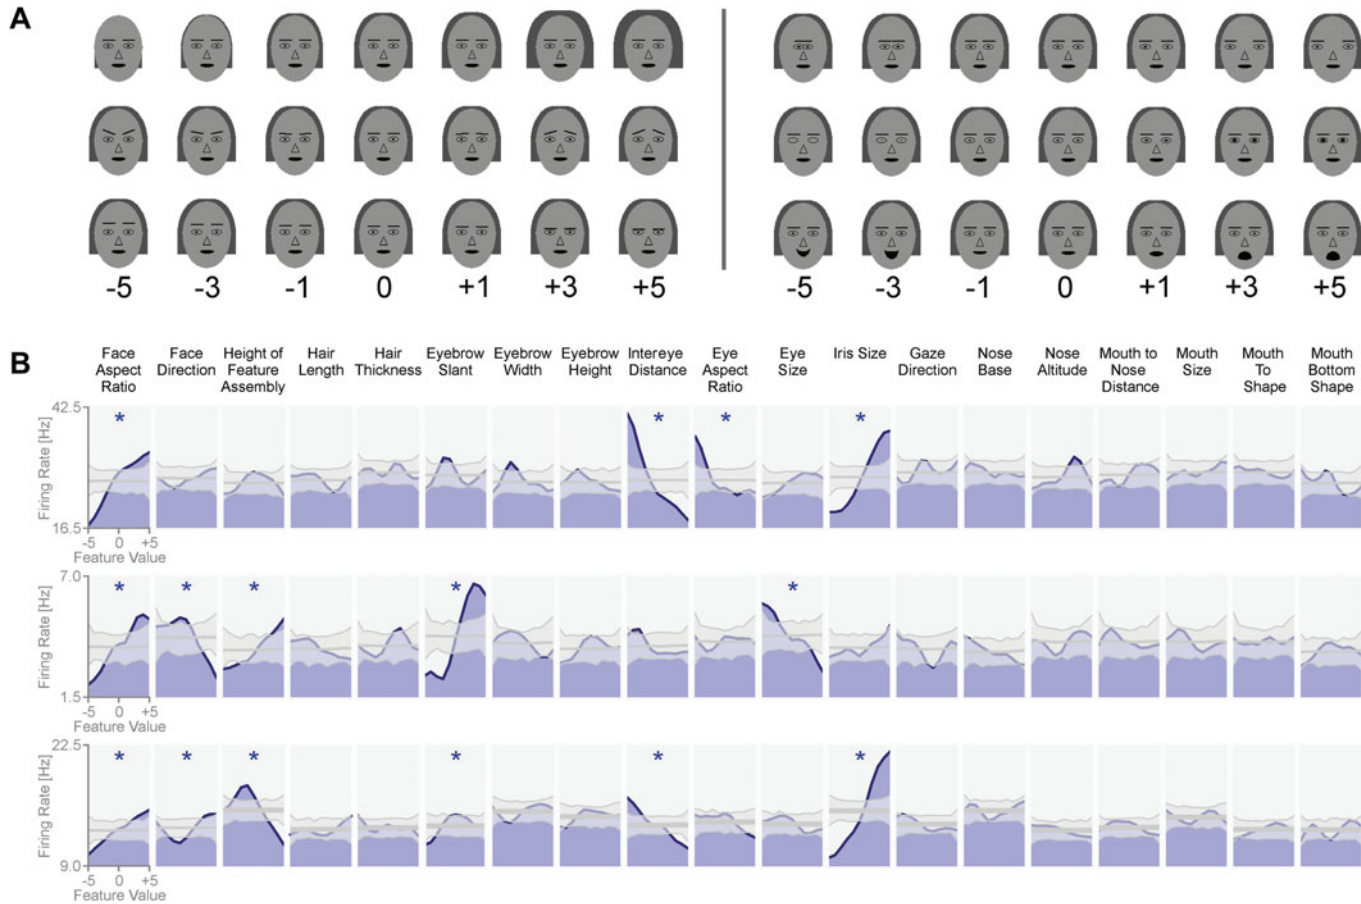 A
-5 -3 -1 0 +1 +3 +5 -5 -3 -1 0 +1 +3 +5
B
Face Aspect Ratio
Face Direction
Height of Feature Assembly
Hair Length
Hair Thickness
Eyebrow Slant
Eyebrow Width
Eyebrow Height
Intereye Distance
Eye Aspect Ratio
Eye Size
Iris Size
Gaze Direction
Nose Base
Nose Altitude
Mouth to Nose Distance
Mouth Size
Mouth To Shape
Mouth Bottom Shape
42.5
Firing Rate [Hz]
* * * *
16.5
-5 0 +5
Feature Value
7.0
Firing Rate [Hz]
* * * * *
1.5
-5 0 +5
Feature Value
22.5
Firing Rate [Hz]
* * * * * *
9.0
-5 0 +5
Feature Value